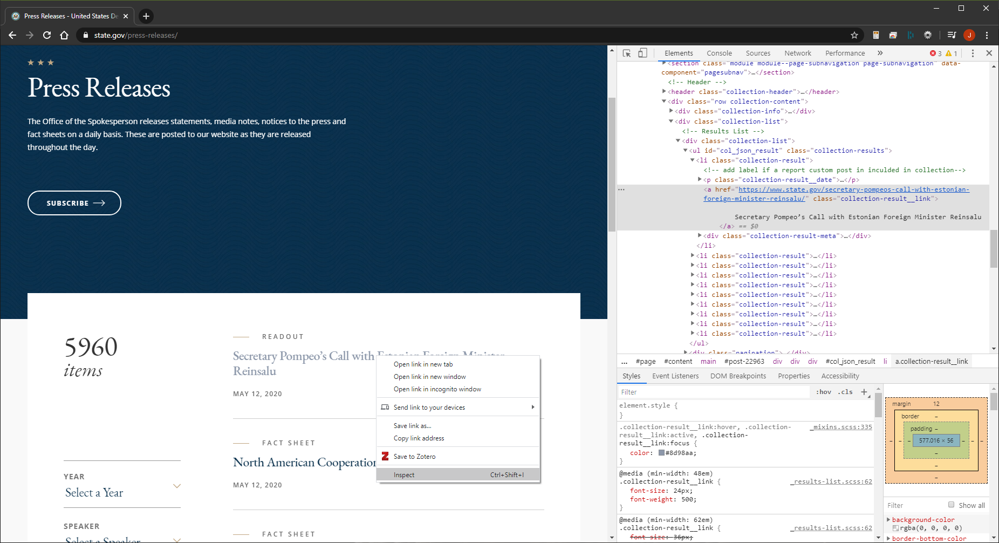 Press Releases - United States De
state.gov/press-releases/
J
Press Releases
The Office of the Spokesperson releases statements, media notes, notices to the press and
fact sheets on a daily basis. These are posted to our website as they are released
throughout the day.
SUBSCRIBE
5960
items
YEAR
Select a Year
SPEAKER
Select a Speaker
READOUT
Secretary Pompeo’s Call with Estonian Foreign Minister
Reinsalu
MAY 12, 2020
FACT SHEET
North American Cooperation
MAY 12, 2020
FACT SHEET
Open link in new tab
Open link in new window
Open link in incognito window
Send link to your devices
Save link as...
Copy link address
Save to Zotero
Inspect Ctrl+Shift+I
Elements Console Sources Network Performance » 3 1
<section class="module module--page-subnavigation page-subnavigation" data-
component="pagesubnav">…</section>
<!-- Header -->
<header class="collection-header">…</header>
<div class="row collection-content">
<div class="collection-info">…</div>
<div class="collection-list">
<!-- Results List -->
<div class="collection-list">
<ul id="col_json_result" class="collection-results">
<li class="collection-result">
<!-- add label if a report custom post in inculded in collection-->
<p class="collection-result__date">…</p>
<a href="https://www.state.gov/secretary-pompeos-call-with-estonian-
foreign-minister-reinsalu/" class="collection-result__link">
Secretary Pompeo’s Call with Estonian Foreign Minister Reinsalu
</a> == $0
<div class="collection-result-meta">…</div>
</li>
<li class="collection-result">…</li>
<li class="collection-result">…</li>
<li class="collection-result">…</li>
<li class="collection-result">…</li>
<li class="collection-result">…</li>
<li class="collection-result">…</li>
<li class="collection-result">…</li>
<li class="collection-result">…</li>
<li class="collection-result">…</li>
</ul>
<div class="pagination">…</div>
... #page #content main #post-22963 div div div #col_json_result li a.collection-result__link
Styles Event Listeners DOM Breakpoints Properties Accessibility
Filter :hov .cls +
element.style {
}
.collection-result__link:hover, .collection- _mixins.scss:335
result__link:active, .collection-
result__link:focus {
color: #8d98aa;
}
@media (min-width: 48em)
.collection-result__link { _results-list.scss:62
font-size: 24px;
font-weight: 500;
}
@media (min-width: 62em)
.collection-result__link { _results-list.scss:62
font-size: 36px;
margin 12
border –
padding –
– – – 577.016 × 56 – – –
–
–
–
Filter Show all
background-color
rgba(0, 0, 0, 0)
border-bottom-color